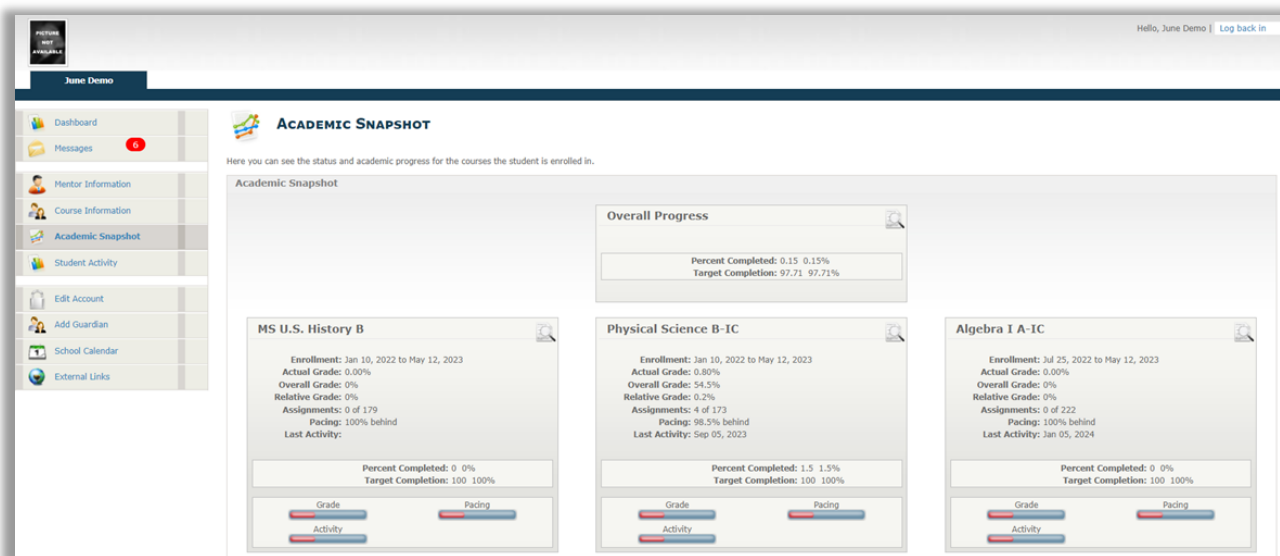 PICTURE
NOT
AVAILABLE
Hello, June Demo | Log back in
June Demo
Dashboard
Messages 6
Mentor Information
Course Information
Academic Snapshot
Student Activity
Edit Account
Add Guardian
School Calendar
External Links
ACADEMIC SNAPSHOT
Here you can see the status and academic progress for the courses the student is enrolled in.
Academic Snapshot
Overall Progress
Percent Completed: 0.15 0.15%
Target Completion: 97.71 97.71%
MS U.S. History B
Enrollment: Jan 10, 2022 to May 12, 2023
Actual Grade: 0.00%
Overall Grade: 0%
Relative Grade: 0%
Assignments: 0 of 179
Pacing: 100% behind
Last Activity:
Percent Completed: 0 0%
Target Completion: 100 100%
Grade Pacing
Activity
Physical Science B-IC
Enrollment: Jan 10, 2022 to May 12, 2023
Actual Grade: 0.80%
Overall Grade: 54.5%
Relative Grade: 0.2%
Assignments: 4 of 173
Pacing: 98.5% behind
Last Activity: Sep 05, 2023
Percent Completed: 1.5 1.5%
Target Completion: 100 100%
Grade Pacing
Activity
Algebra I A-IC
Enrollment: Jul 25, 2022 to May 12, 2023
Actual Grade: 0.00%
Overall Grade: 0%
Relative Grade: 0%
Assignments: 0 of 222
Pacing: 100% behind
Last Activity: Jan 05, 2024
Percent Completed: 0 0%
Target Completion: 100 100%
Grade Pacing
Activity